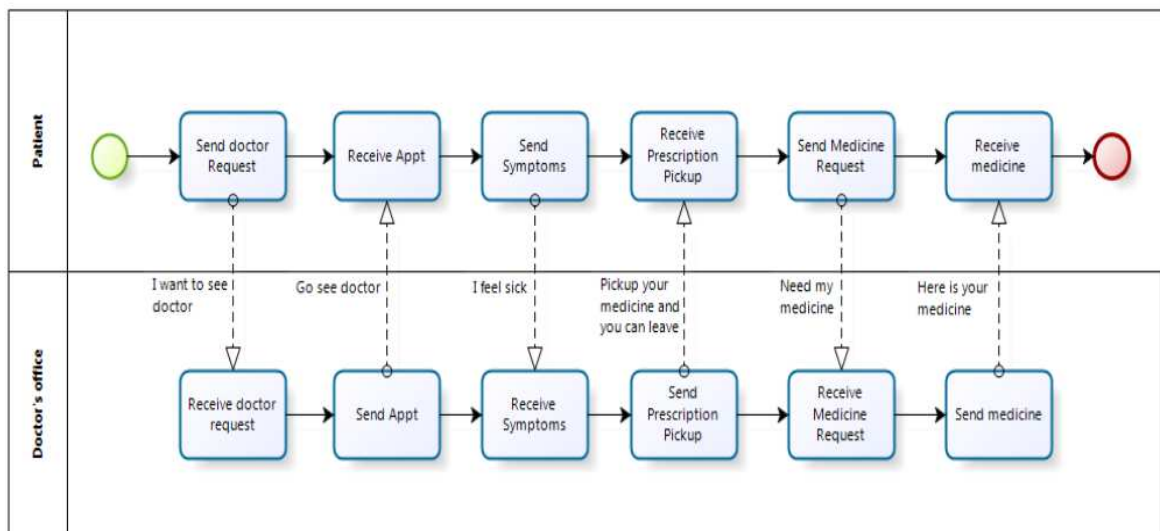 Patient
Send doctor
Request
Receive Appt
Send
Symptoms
Receive
Prescription
Pickup
Send Medicine
Request
Receive
medicine
I want to see
doctor
Go see doctor
I feel sick
Pickup your
medicine and
you can leave
Need my
medicine
Here is your
medicine
Doctor's office
Receive doctor
request
Send Appt
Receive
Symptoms
Send
Prescription
Pickup
Receive
Medicine
Request
Send medicine